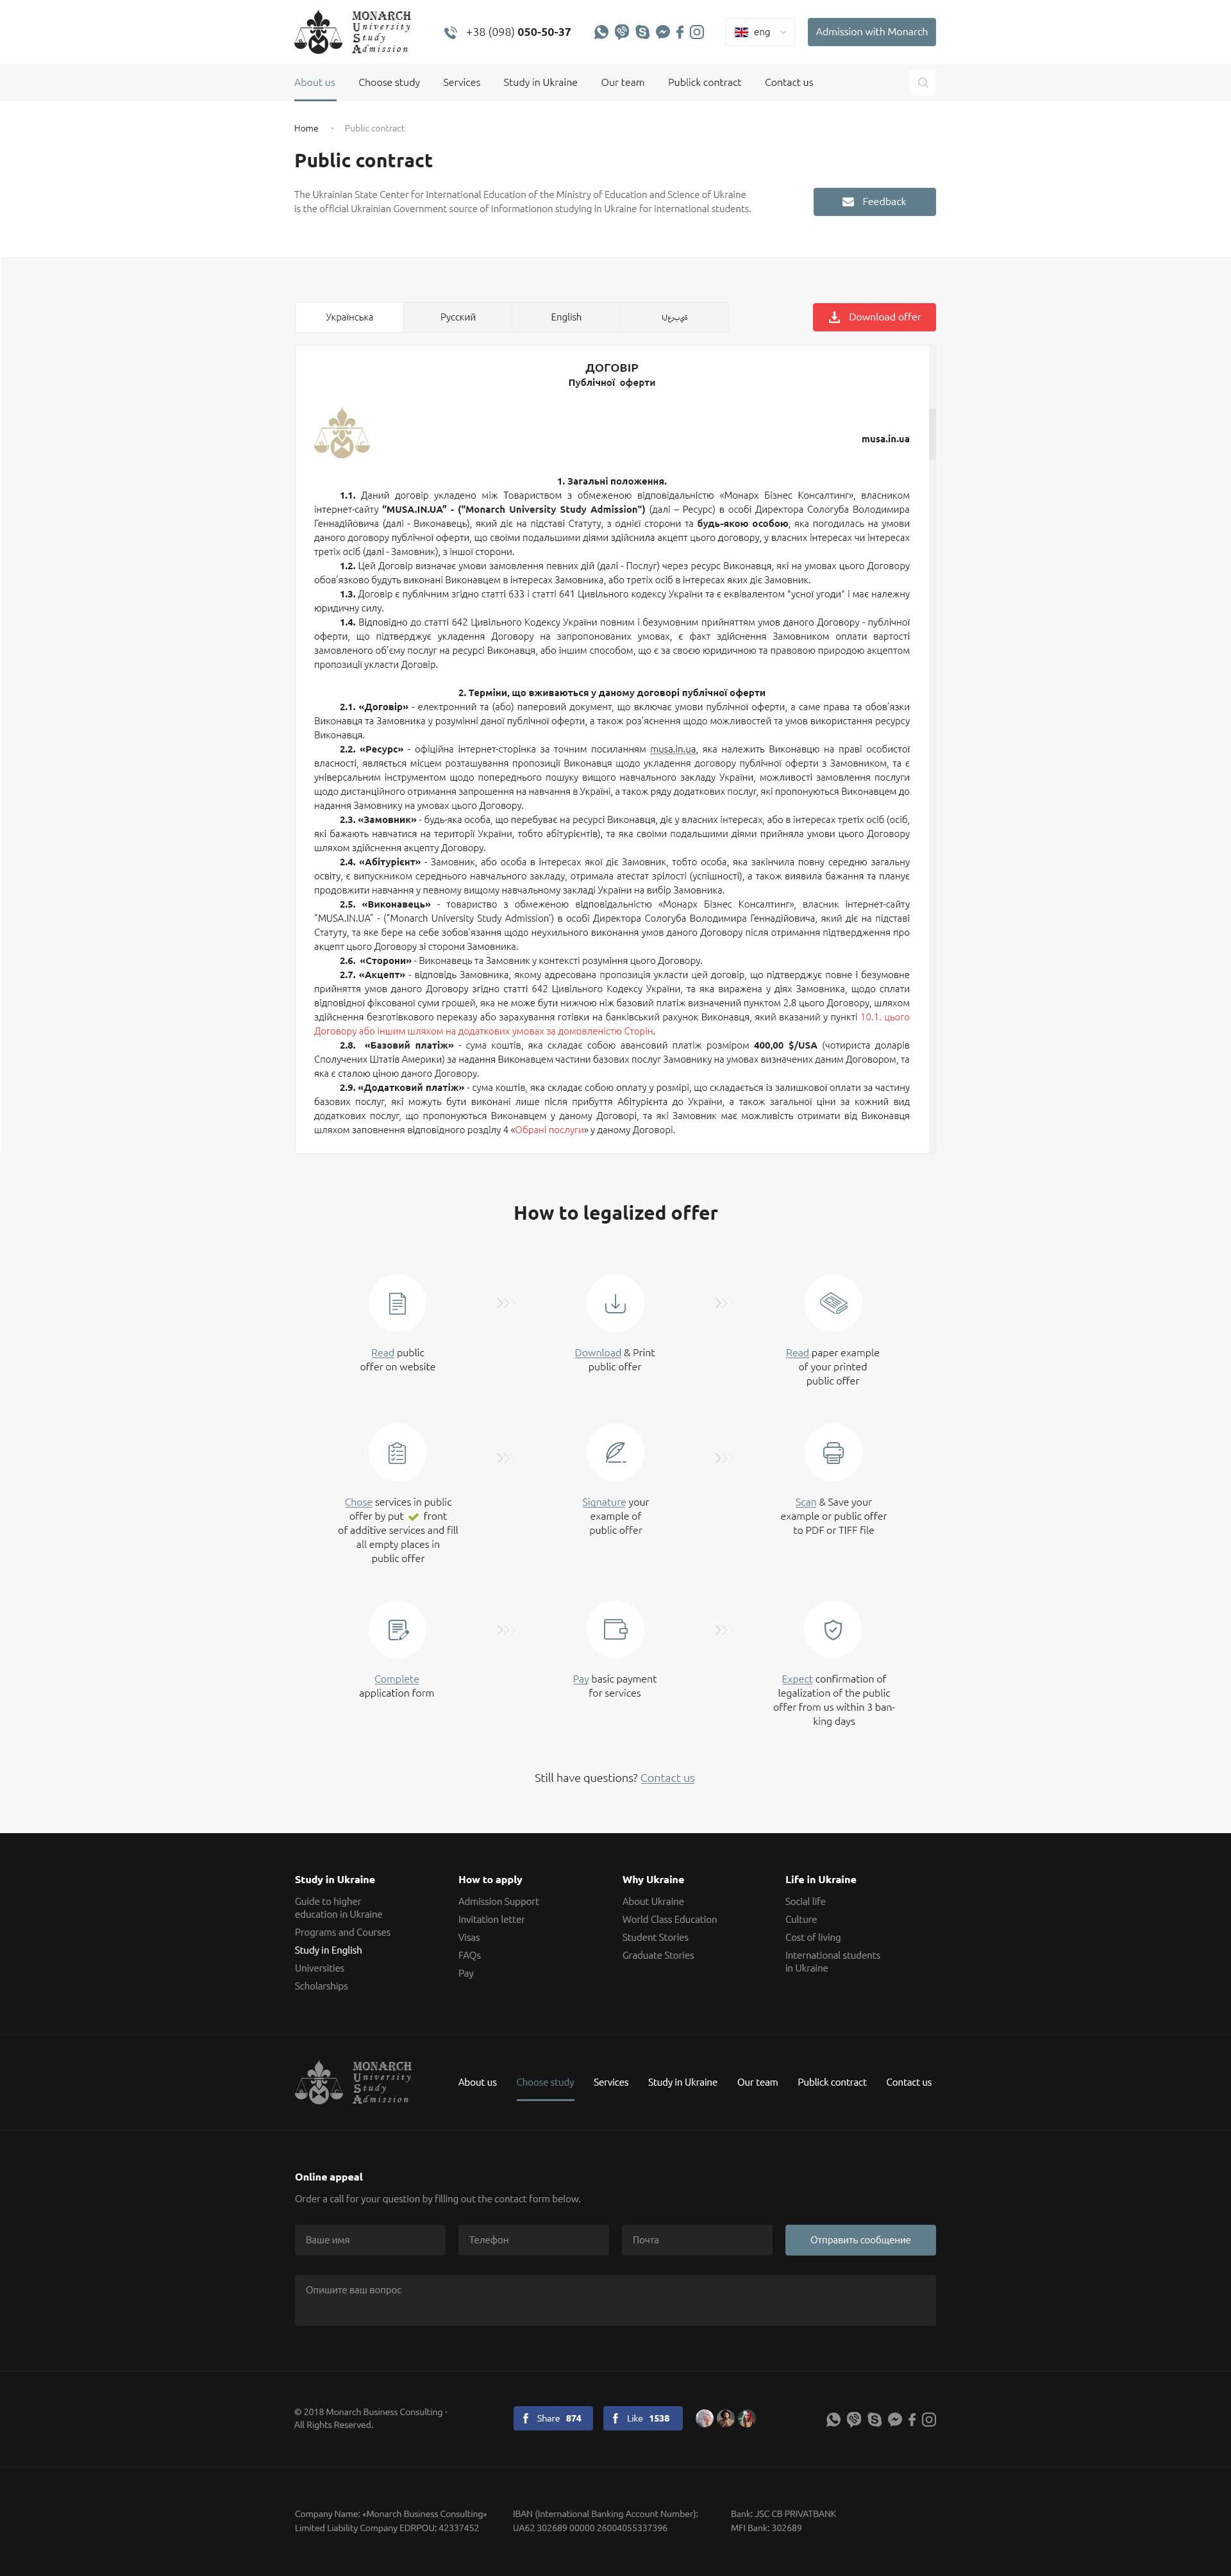 MONARCH
University
Study
Admission
+38 (098) 050-50-37
eng
Admission with Monarch
About us
Choose study
Services
Study in Ukraine
Our team
Publick contract
Contact us
Home
Public contract
Public contract
The Ukrainian State Center for International Education of the Ministry of Education and Science of Ukraine
is the official Ukrainian Government source of informationon studying in Ukraine for international students.
Feedback
Українська
Русский
English
Download offer
ДОГОВІР
Публічної оферти
musa.in.ua
1. Загальні положення.
1.1. Даний договір укладено між Товариством з обмеженою відповідальністю «Монарх Бізнес Консалтинг», власником
інтернет-сайту "MUSA.IN.UA" - ("Monarch University Study Admission") (далі – Ресурс) в особі Директора Сологуба Володимира
Геннадійовича (далі - Виконавець), який діє на підставі Статуту, з однієї сторони та будь-якою особою, яка погодилась на умови
даного договору публічної оферти, що своїми подальшими діями здійснила акцепт цього договору, у власних інтересах чи інтересах
третіх осіб (далі - Замовник), з іншої сторони.
1.2. Цей Договір визначає умови замовлення певних дій (далі - Послуг) через ресурс Виконавця, які на умовах цього Договору
обов'язково будуть виконані Виконавцем в інтересах Замовника, або третіх осіб в інтересах яких діє Замовник.
1.3. Договір є публічним згідно статті 633 і статті 641 Цивільного кодексу України та є еквівалентом "усної угоди" і має належну
юридичну силу.
1.4. Відповідно до статті 642 Цивільного Кодексу України повним і безумовним прийняттям умов даного Договору - публічної
оферти, що підтверджує укладення Договору на запропонованих умовах, є факт здійснення Замовником оплати вартості
замовленого об'єму послуг на ресурсі Виконавця, або іншим способом, що є за своєю юридичною та правовою природою акцептом
пропозиції укласти Договір.
2. Терміни, що вживаються у даному договорі публічної оферти
2.1. «Договір» - електронний та (або) паперовий документ, що включає умови публічної оферти, а саме права та обов'язки
Виконавця та Замовника у розумінні даної публічної оферти, а також роз'яснення щодо можливостей та умов використання ресурсу
Виконавця.
2.2. «Ресурс» - офіційна інтернет-сторінка за точним посиланням musa.in.ua, яка належить Виконавцю на праві особистої
власності, являється місцем розташування пропозиції Виконавця щодо укладення договору публічної оферти з Замовником, та є
універсальним інструментом щодо попереднього пошуку вищого навчального закладу України, можливості замовлення послуги
щодо дистанційного отримання запрошення на навчання в Україні, а також ряду додаткових послуг, які пропонуються Виконавцем до
надання Замовнику на умовах цього Договору.
2.3. «Замовник» - будь-яка особа, що перебуває на ресурсі Виконавця, діє у власних інтересах, або в інтересах третіх осіб (осіб,
які бажають навчатися на території України, тобто абітурієнтів), та яка своїми подальшими діями прийняла умови цього Договору
шляхом здійснення акцепту Договору.
2.4. «Абітурієнт» - Замовник, або особа в інтересах якої діє Замовник, тобто особа, яка закінчила повну середню загальну
освіту, є випускником середнього навчального закладу, отримала атестат зрілості (успішності), а також виявила бажання та планує
продовжити навчання у певному вищому навчальному закладі України на вибір Замовника.
2.5. «Виконавець» - товариство з обмеженою відповідальністю «Монарх Бізнес Консалтинг», власник інтернет-сайту
"MUSA.IN.UA" - ("Monarch University Study Admission") в особі Директора Сологуба Володимира Геннадійовича, який діє на підставі
Статуту, та яке бере на себе зобов'язання щодо неухильного виконання умов даного Договору після отримання підтвердження про
акцепт цього Договору зі сторони Замовника.
2.6. «Сторони» - Виконавець та Замовник у контексті розуміння цього Договору.
2.7. «Акцепт» - відповідь Замовника, якому адресована пропозиція укласти цей договір, що підтверджує повне і безумовне
прийняття умов даного Договору згідно статті 642 Цивільного Кодексу України, та яка виражена у діях Замовника, щодо сплати
відповідної фіксованої суми грошей, яка не може бути нижчою ніж базовий платіж визначений пунктом 2.8 цього Договору, шляхом
здійснення безготівкового переказу або зарахування готівки на банківський рахунок Виконавця, який вказаний у пункті 10.1. цього
Договору або іншим шляхом на додаткових умовах за домовленістю Сторін.
2.8. «Базовий платіж» - сума коштів, яка складає собою авансовий платіж розміром 400,00 $/USA (чотириста доларів
Сполучених Штатів Америки) за надання Виконавцем частини базових послуг Замовнику на умовах визначених даним Договором, та
яка є сталою ціною даного Договору.
2.9. «Додатковий платіж» - сума коштів, яка складає собою оплату у розмірі, що складається із залишкової оплати за частину
базових послуг, які можуть бути виконані лише після прибуття Абітурієнта до України, а також загальної ціни за кожний вид
додаткових послуг, що пропонуються Виконавцем у даному Договорі, та які Замовник має можливість отримати від Виконавця
шляхом заповнення відповідного розділу 4 «Обрані послуги» у даному Договорі.
How to legalized offer
Read public
offer on website
Download & Print
public offer
Read paper example
of your printed
public offer
Chose services in public
offer by put front
of additive services and fill
all empty places in
public offer
Signature your
example of
public offer
Scan & Save your
example or public offer
to PDF or TIFF file
Complete
application form
Pay basic payment
for services
Expect confirmation of
legalization of the public
offer from us within 3 ban-
king days
Still have questions? Contact us
Study in Ukraine
Guide to higher
education in Ukraine
Programs and Courses
Study in English
Universities
Scholarships
How to apply
Admission Support
Invitation letter
Visas
FAQs
Pay
Why Ukraine
About Ukraine
World Class Education
Student Stories
Graduate Stories
Life in Ukraine
Social life
Culture
Cost of living
International students
in Ukraine
MONARCH
University
Study
Admission
About us
Choose study
Services
Study in Ukraine
Our team
Publick contract
Contact us
Online appeal
Order a call for your question by filling out the contact form below.
Ваше имя
Телефон
Почта
Отправить сообщение
Опишите ваш вопрос
© 2018 Monarch Business Consulting -
All Rights Reserved.
Share 874
Like 1538
Company Name: «Monarch Business Consulting»
Limited Liability Company EDRPOU: 42337452
IBAN (International Banking Account Number):
UA62 302689 00000 26004055337396
Bank: JSC CB PRIVATBANK
MFI Bank: 302689